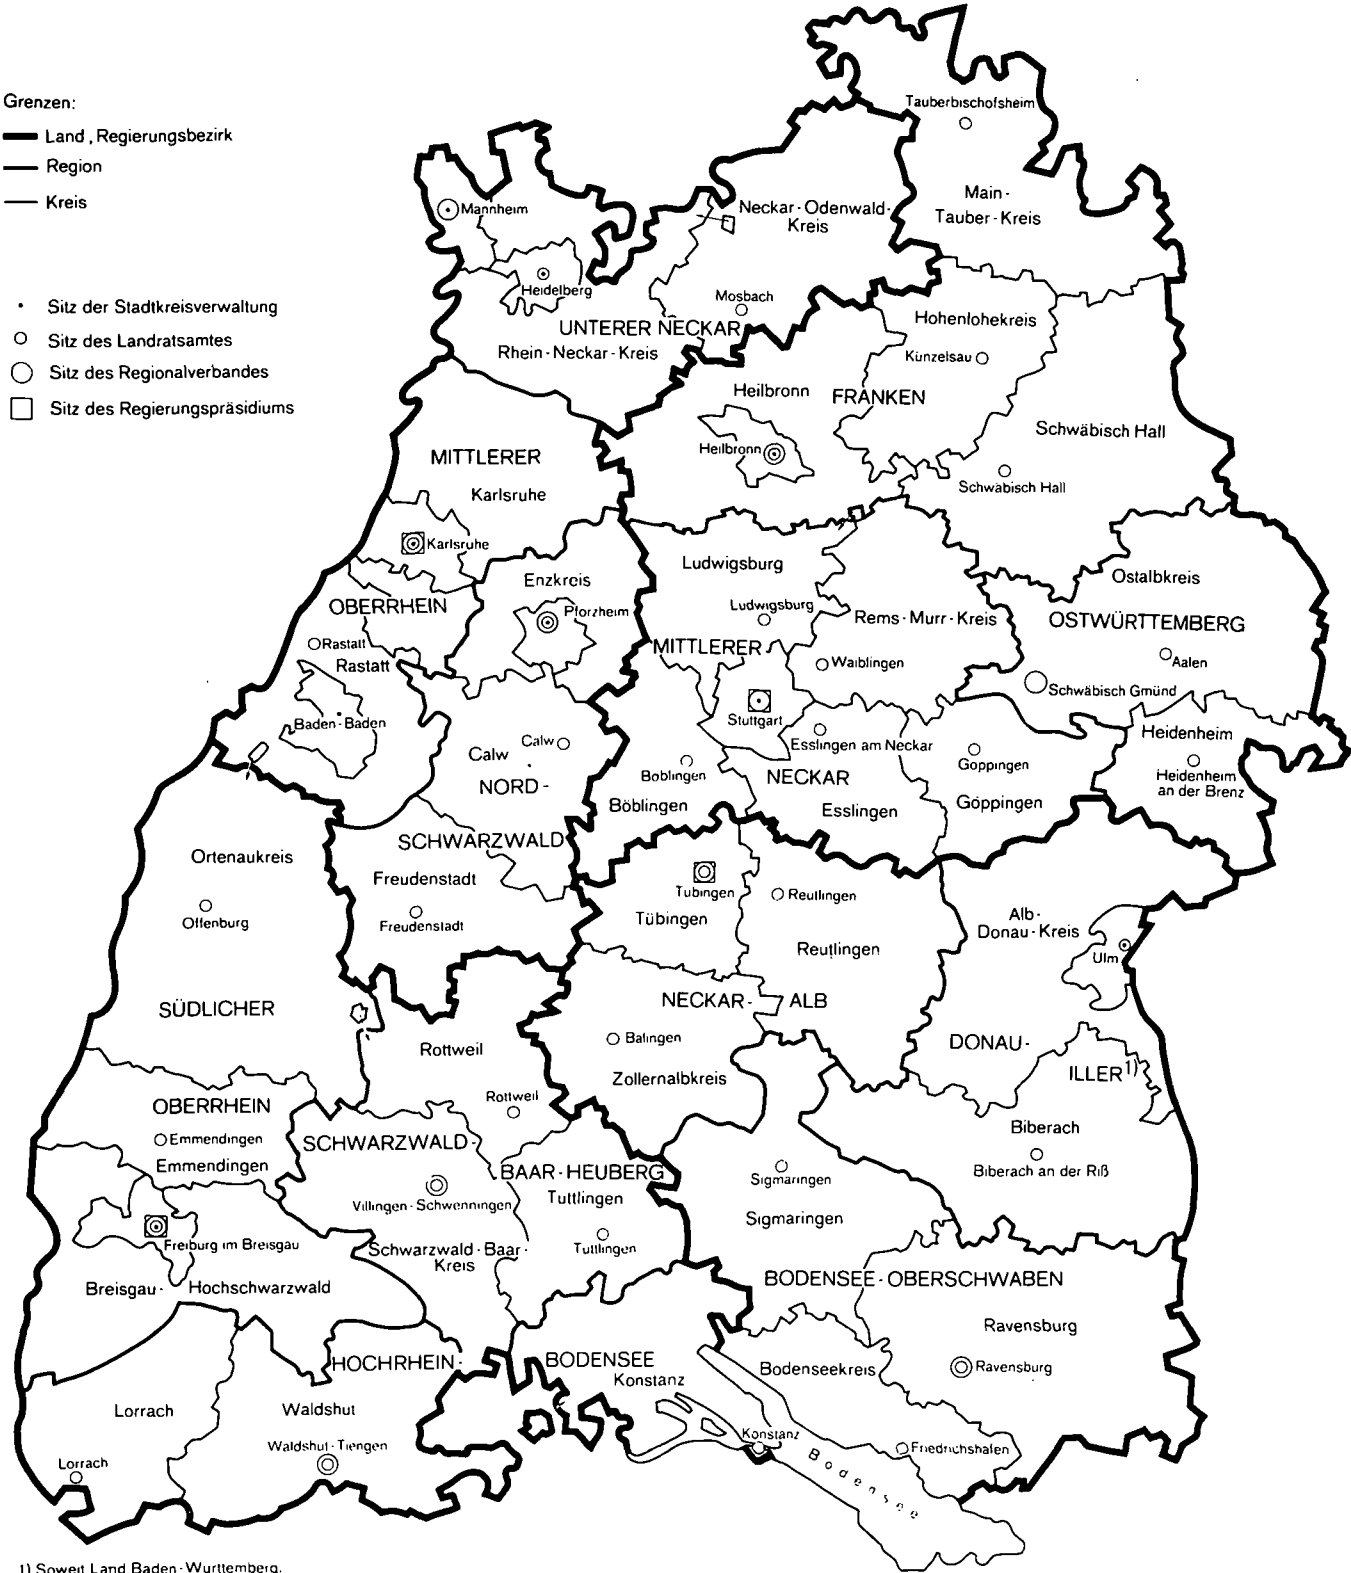 Grenzen:
Land, Regierungsbezirk
Region
Kreis
Sitz der Stadtkreisverwaltung
Sitz des Landratsamtes
Sitz des Regionalverbandes
Sitz des Regierungspräsidiums
Tauberbischofsheim
Main-
Tauber-Kreis
Mannheim
Neckar-Odenwald-
Kreis
Heidelberg
Mosbach
UNTERER NECKAR
Rhein-Neckar-Kreis
Hohenlohekreis
Künzelsau
Heilbronn
FRANKEN
Heilbronn
Schwäbisch Hall
Schwäbisch Hall
MITTLERER
Karlsruhe
Karlsruhe
Enzkreis
Pforzheim
OBERRHEIN
Rastatt
Rastatt
Baden-Baden
Ludwigsburg
Ludwigsburg
MITTLERER
Rems-Murr-Kreis
Waiblingen
Ostalbkreis
OSTWÜRTTEMBERG
Aalen
Schwäbisch Gmünd
Stuttgart
Esslingen am Neckar
Heidenheim
Heidenheim
an der Brenz
Göppingen
Göppingen
Calw
Calw
NORD-
Böblingen
Böblingen
NECKAR
Esslingen
SCHWARZWALD
Freudenstadt
Freudenstadt
Ortenaukreis
Offenburg
SÜDLICHER
Tübingen
Tübingen
Reutlingen
Reutlingen
Alb-
Donau-Kreis
Ulm
NECKAR-
ALB
Balingen
Zollernalbkreis
DONAU-
ILLER1)
Rottweil
Rottweil
OBERRHEIN
Emmendingen
Emmendingen
SCHWARZWALD-
BAAR-HEUBERG
Villingen-Schwenningen
Tuttlingen
Tuttlingen
Biberach
Biberach an der Riß
Sigmaringen
Sigmaringen
Freiburg im Breisgau
Schwarzwald-Baar-
Kreis
Breisgau-
Hochschwarzwald
BODENSEE-OBERSCHWABEN
Ravensburg
Ravensburg
HOCHRHEIN-
BODENSEE
Konstanz
Bodenseekreis
Lörrach
Waldshut
Waldshut-Tiengen
Lörrach
Konstanz
Friedrichshafen
Bodensee
1) Soweit Land Baden-Württemberg.